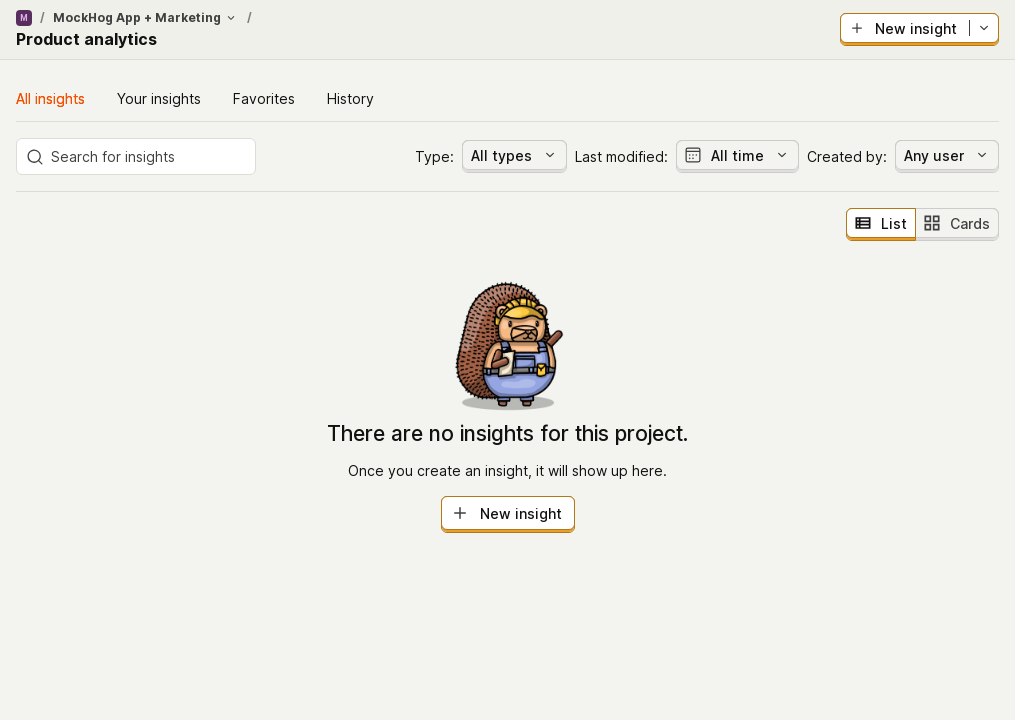 M / MockHog App + Marketing /
Product analytics
New insight
All insights Your insights Favorites History
Search for insights Type: All types Last modified: All time Created by: Any user
List Cards
There are no insights for this project.
Once you create an insight, it will show up here.
New insight